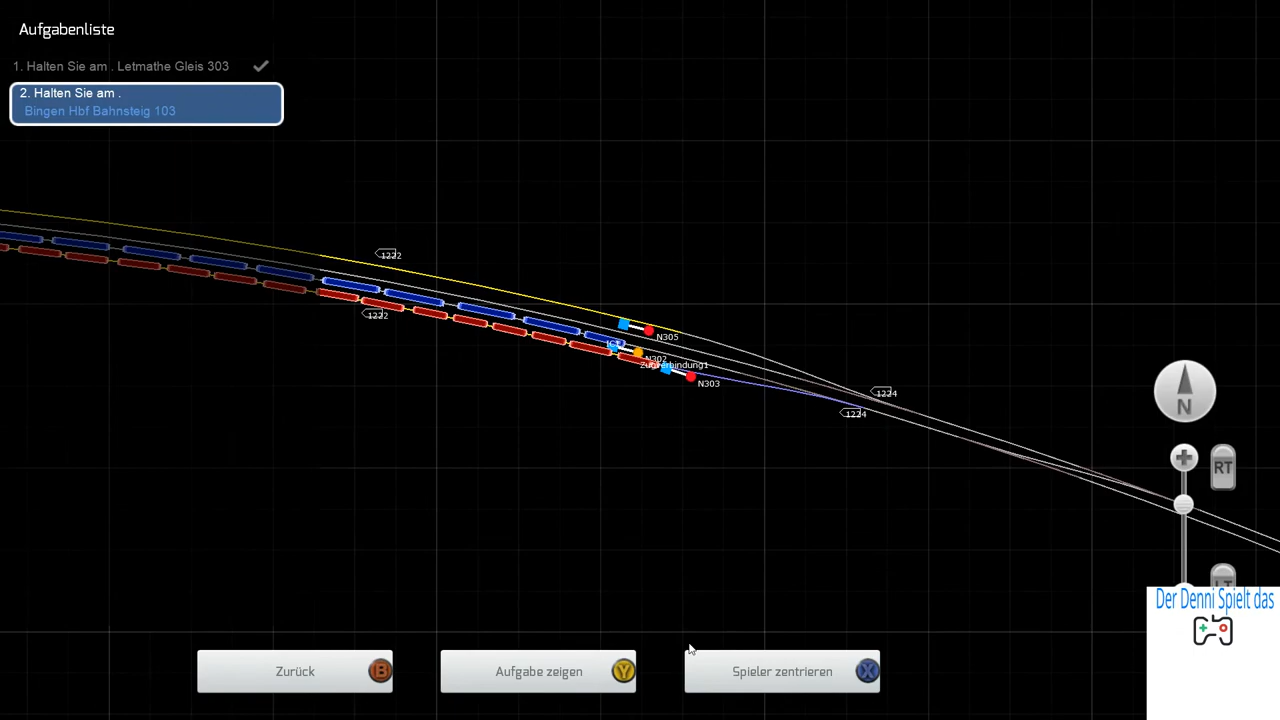 Aufgabenliste
1. Halten Sie am . Letmathe Gleis 303
2. Halten Sie am .
Bingen Hbf Bahnsteig 103
1222
1222
N305
N302
Zugverbindung1
N303
1224
1224
N
RT
Der Denni Spielt das
Zurück B
Aufgabe zeigen Y
Spieler zentrieren X